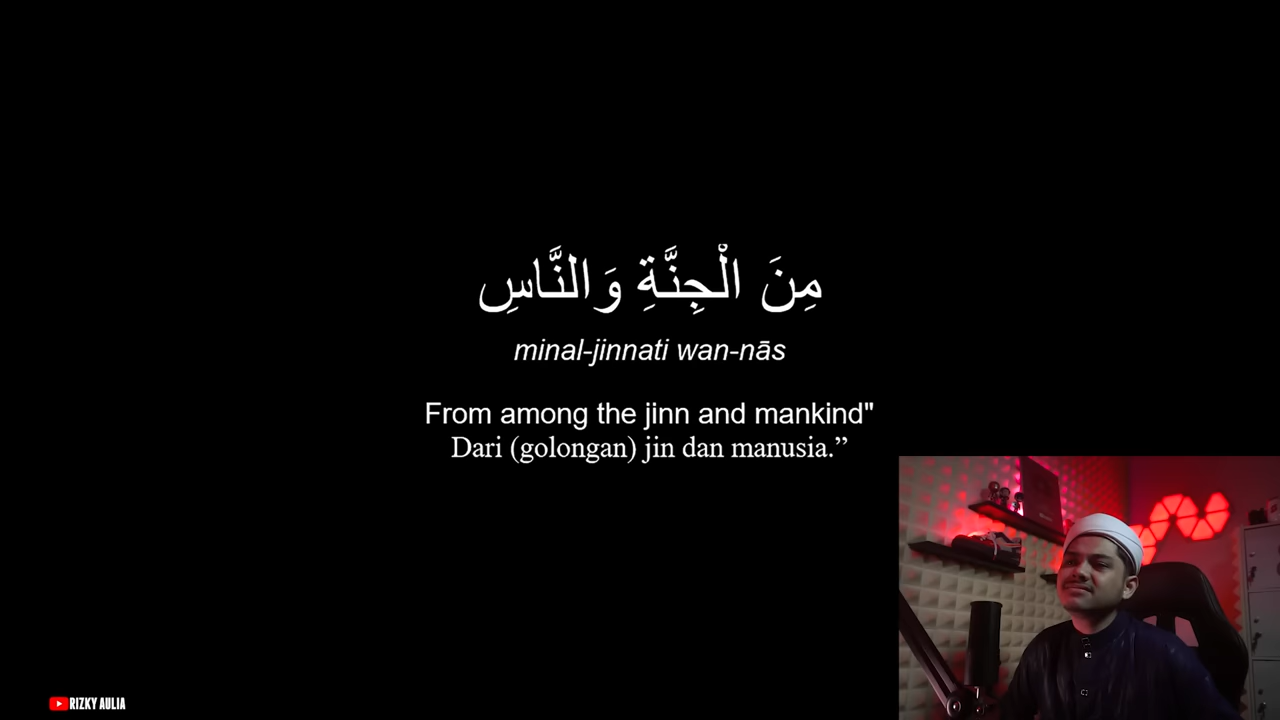 مِنَ الْجِنَّةِ وَالنَّاسِ
minal-jinnati wan-nās
From among the jinn and mankind"
Dari (golongan) jin dan manusia.”
RIZKY AULIA